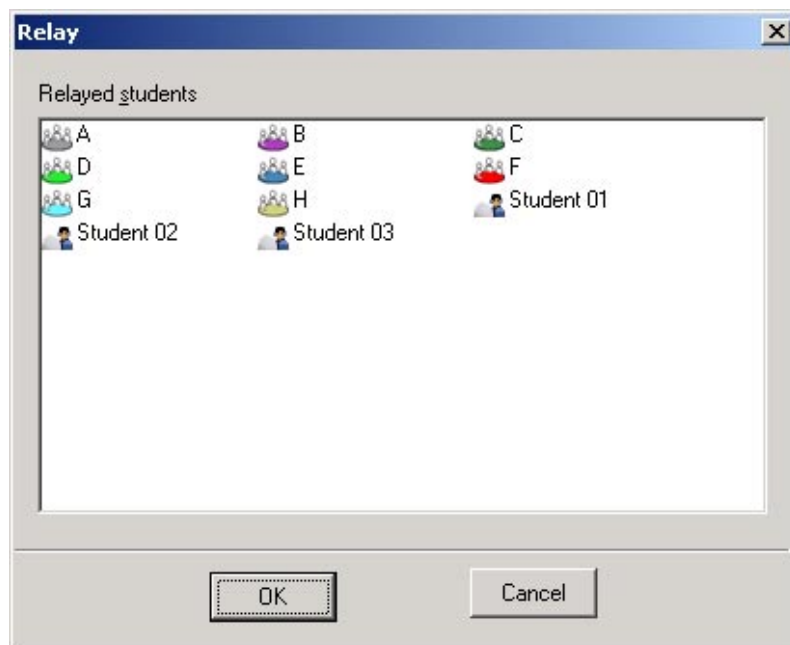 Relay
Relayed students
A B C
D E F
G H Student 01
Student 02 Student 03
OK Cancel